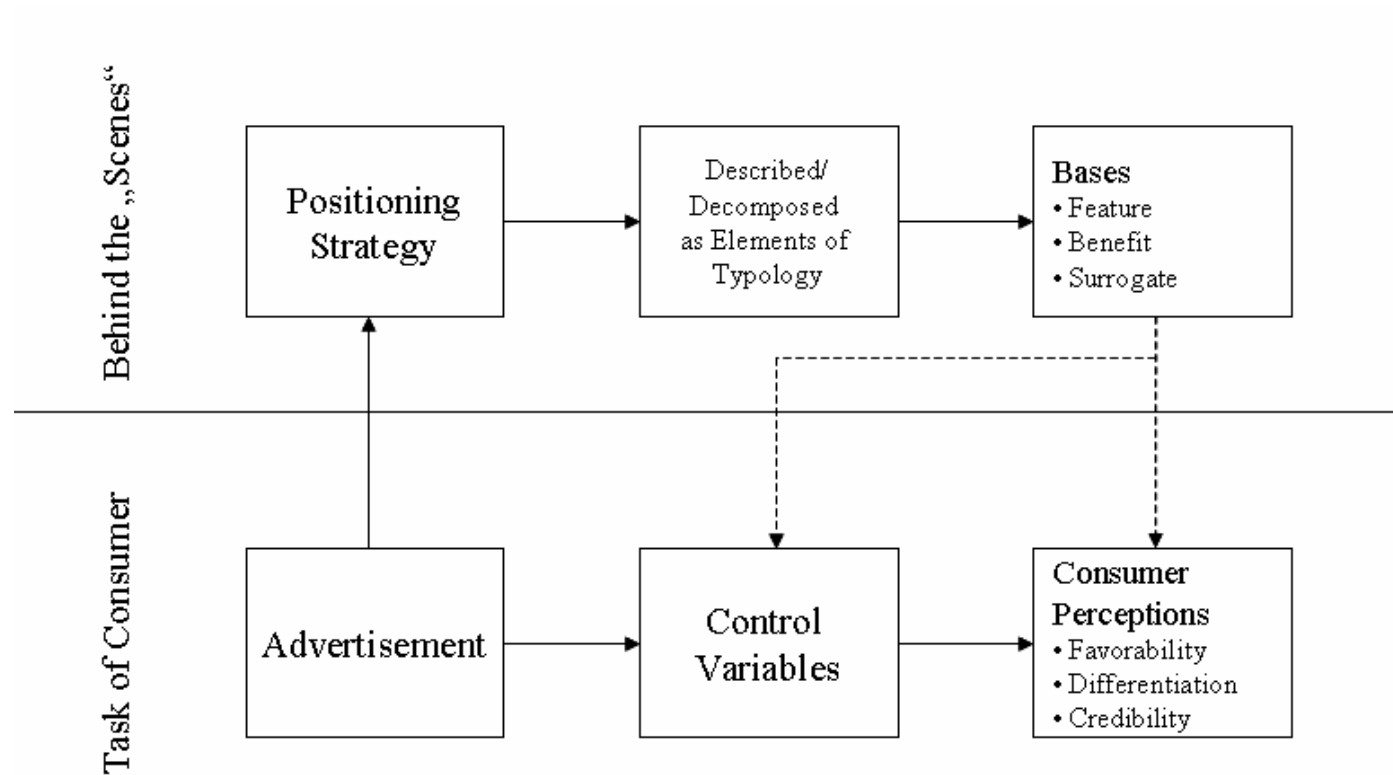 Behind the „Scenes“
Positioning
Strategy
Described/
Decomposed
as Elements of
Typology
Bases
• Feature
• Benefit
• Surrogate
Task of Consumer
Advertisement
Control
Variables
Consumer
Perceptions
• Favorability
• Differentiation
• Credibility